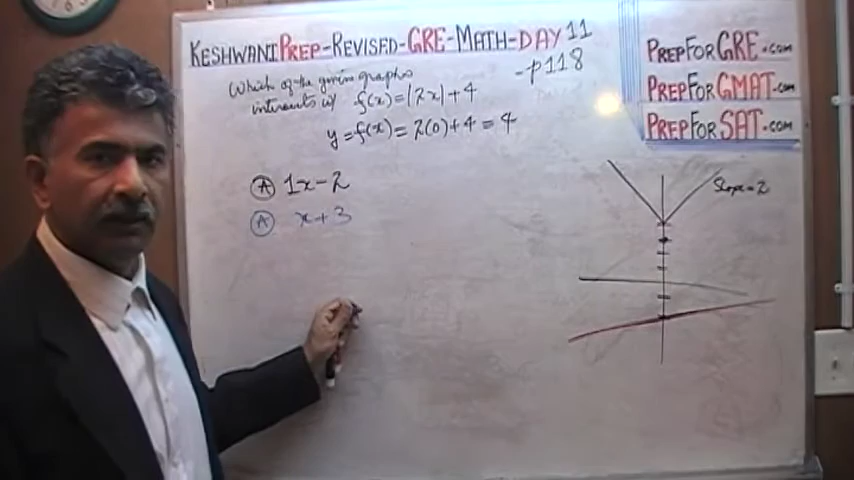 KESHWANIPREP-REVISED-GRE-MATH-DAY 11
-p118
PREPFORGRE.com
PREPFORGMAT.com
PREPFORSAT.com
Which of the given graphs
intersects w/ f(x)=|2x|+4
y=f(x)=2(0)+4=4
A 1x-2
A x+3
Slope=2